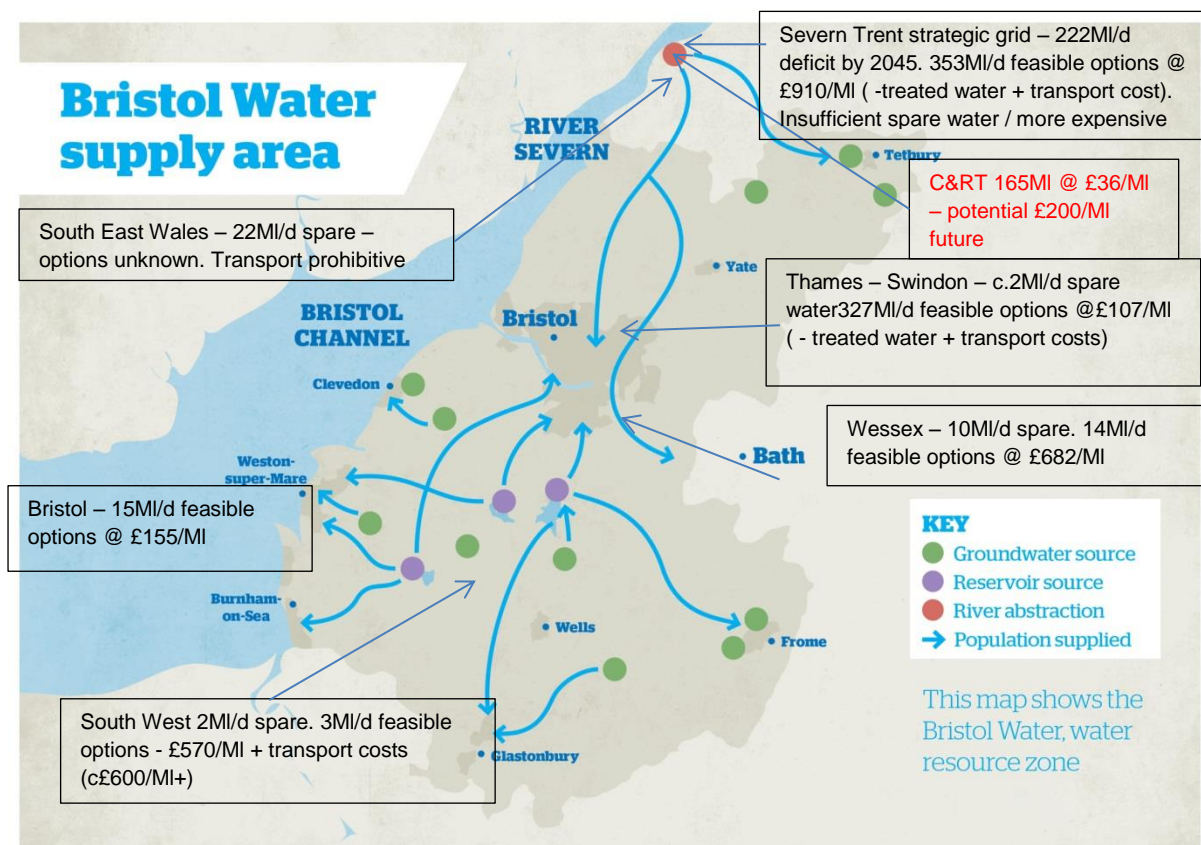 Bristol Water
supply area
Severn Trent strategic grid – 222Ml/d
deficit by 2045. 353Ml/d feasible options @
£910/Ml ( -treated water + transport cost).
Insufficient spare water / more expensive
RIVER
SEVERN
Tetbury
C&RT 165Ml @ £36/Ml
– potential £200/Ml
future
South East Wales – 22Ml/d spare –
options unknown. Transport prohibitive
Yate
Thames – Swindon – c.2Ml/d spare
water327Ml/d feasible options @£107/Ml
( - treated water + transport costs)
BRISTOL
CHANNEL
Bristol
Clevedon
Wessex – 10Ml/d spare. 14Ml/d
feasible options @ £682/Ml
Bath
Weston-
super-Mare
Bristol – 15Ml/d feasible
options @ £155/Ml
KEY
Groundwater source
Reservoir source
River abstraction
Population supplied
Burnham-
on-Sea
Wells
Frome
South West 2Ml/d spare. 3Ml/d feasible
options - £570/Ml + transport costs
(c£600/Ml+)
Glastonbury
This map shows the
Bristol Water, water
resource zone